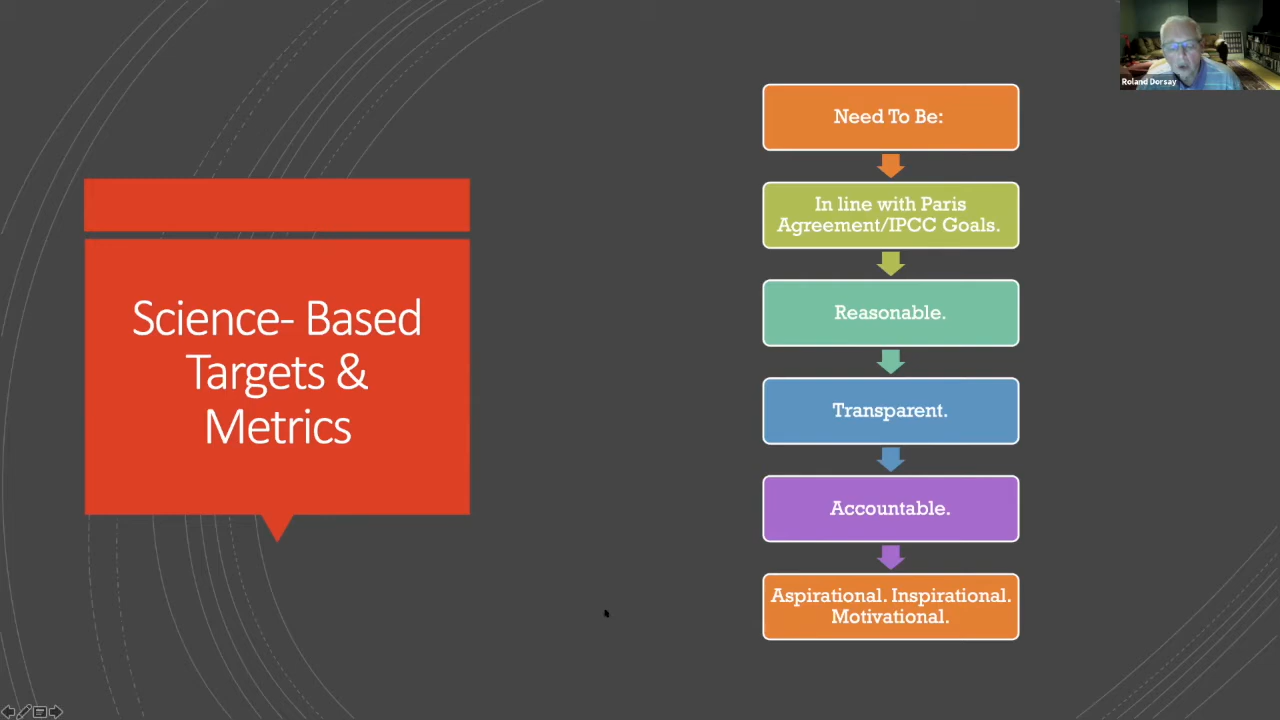 Roland Dorsay
Science- Based
Targets &
Metrics
Need To Be:
In line with Paris
Agreement/IPCC Goals.
Reasonable.
Transparent.
Accountable.
Aspirational. Inspirational.
Motivational.